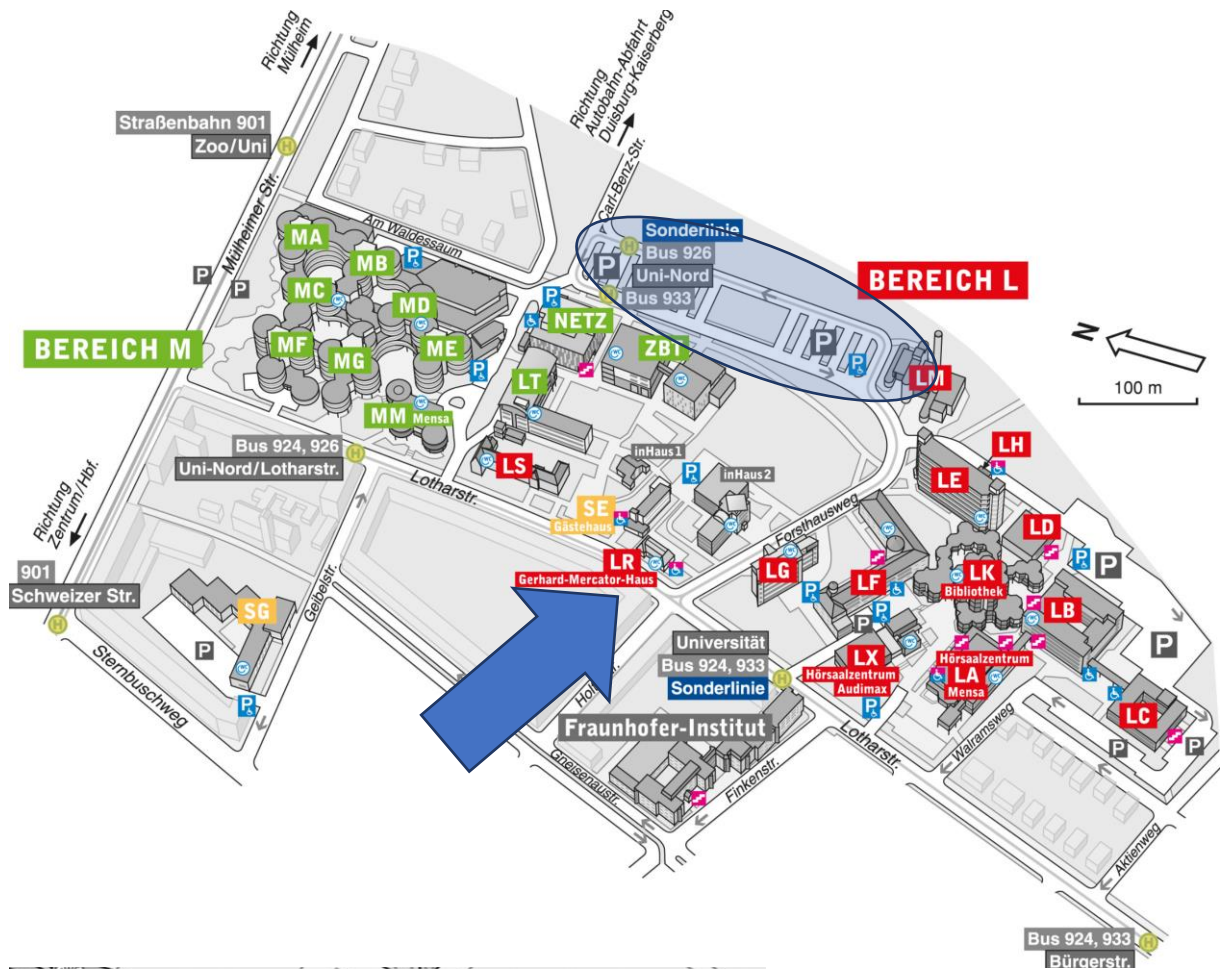 Richtung
Mülheim
Richtung
Autobahn-Abfahrt
Duisburg-Kaiserberg
Straßenbahn 901
Zoo/Uni
Mülheimer Str.
Carl-Benz-Str.
Am Waldessaum
Sonderlinie
Bus 926
Uni-Nord
Bus 933
P
P
P
P
P
MA
MB
MC
MD
MF
MG
ME
MM Mensa
BEREICH M
BEREICH L
NETZ
ZBT
LT
LM
N
100 m
Bus 924, 926
Uni-Nord/Lotharstr.
LS
inHaus 1
inHaus 2
P
LH
LE
Lotharstr.
SE
Gästehaus
Forsthausweg
LD
P
P
Richtung
Zentrum/Hbf.
LR
Gerhard-Mercator-Haus
LG
LF
LK
Bibliothek
LB
901
Schweizer Str.
SG
Geibelstr.
P
P
P
P
Universität
Bus 924, 933
Sonderlinie
LX
Hörsaalzentrum
Audimax
Hörsaalzentrum
LA
Mensa
P
LC
P
P
Sternbuschweg
P
Fraunhofer-Institut
Lotharstr.
Walramsweg
Gneisenaustr.
Finkenstr.
Aktienweg
Bus 924, 933
Bürgerstr.